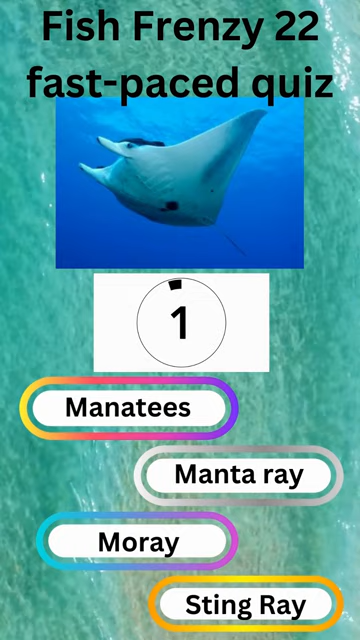 Fish Frenzy 22
fast-paced quiz
1
Manatees
Manta ray
Moray
Sting Ray